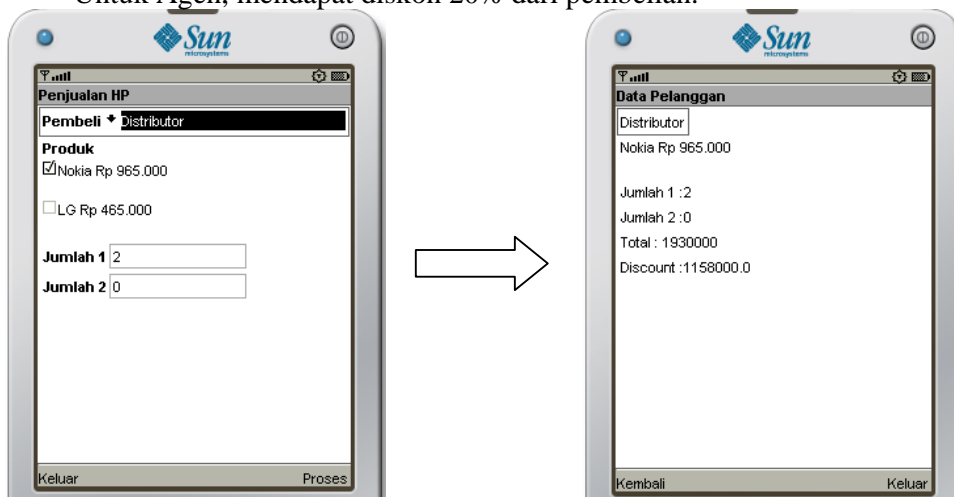 Untuk Agen, mendapat diskon 20% dari pembelian.
Sun
microsystems
Penjualan HP
Pembeli Distributor
Produk
Nokia Rp 965.000
LG Rp 465.000
Jumlah 1 2
Jumlah 2 0
Keluar Proses
Sun
microsystems
Data Pelanggan
Distributor
Nokia Rp 965.000
Jumlah 1 :2
Jumlah 2 :0
Total : 1930000
Discount :1158000.0
Kembali Keluar